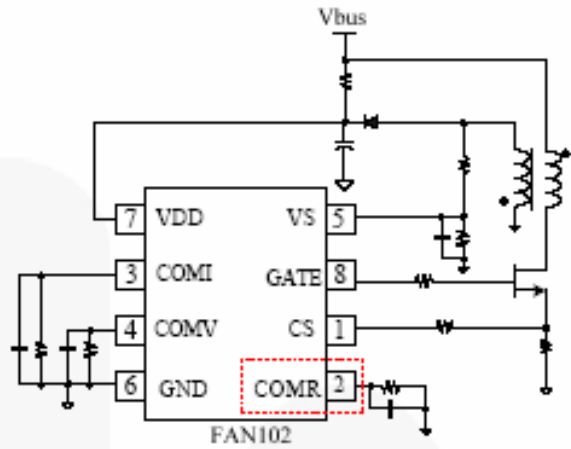 Vbus
7 VDD VS 5
3 COMI GATE 8
4 COMV CS 1
6 GND COMR 2
FAN102